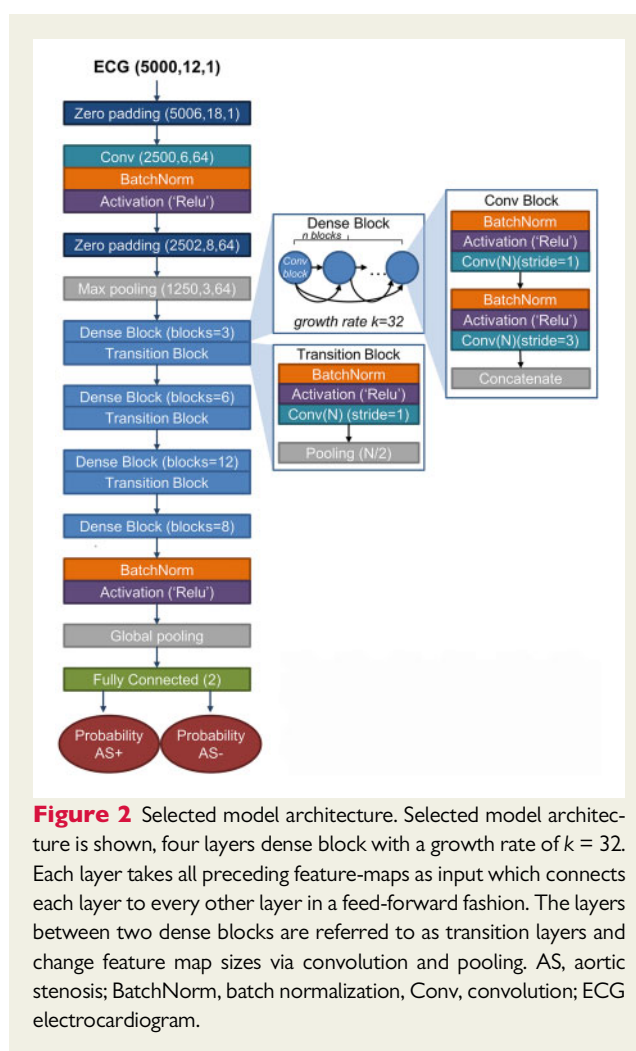 ECG (5000,12,1)
Zero padding (5006,18,1)
Conv (2500,6,64)
BatchNorm
Activation ('Relu')
Zero padding (2502,8,64)
Max pooling (1250,3,64)
Dense Block (blocks=3)
Transition Block
Dense Block (blocks=6)
Transition Block
Dense Block (blocks=12)
Transition Block
Dense Block (blocks=8)
BatchNorm
Activation ('Relu')
Global pooling
Fully Connected (2)
Probability
AS+
Probability
AS-
Dense Block
n blocks
Conv
block
...
growth rate k=32
Transition Block
BatchNorm
Activation ('Relu')
Conv(N) (stride=1)
Pooling (N/2)
Conv Block
BatchNorm
Activation ('Relu')
Conv(N)(stride=1)
BatchNorm
Activation ('Relu')
Conv(N)(stride=3)
Concatenate
Figure 2 Selected model architecture. Selected model architec-
ture is shown, four layers dense block with a growth rate of k = 32.
Each layer takes all preceding feature-maps as input which connects
each layer to every other layer in a feed-forward fashion. The layers
between two dense blocks are referred to as transition layers and
change feature map sizes via convolution and pooling. AS, aortic
stenosis; BatchNorm, batch normalization, Conv, convolution; ECG
electrocardiogram.